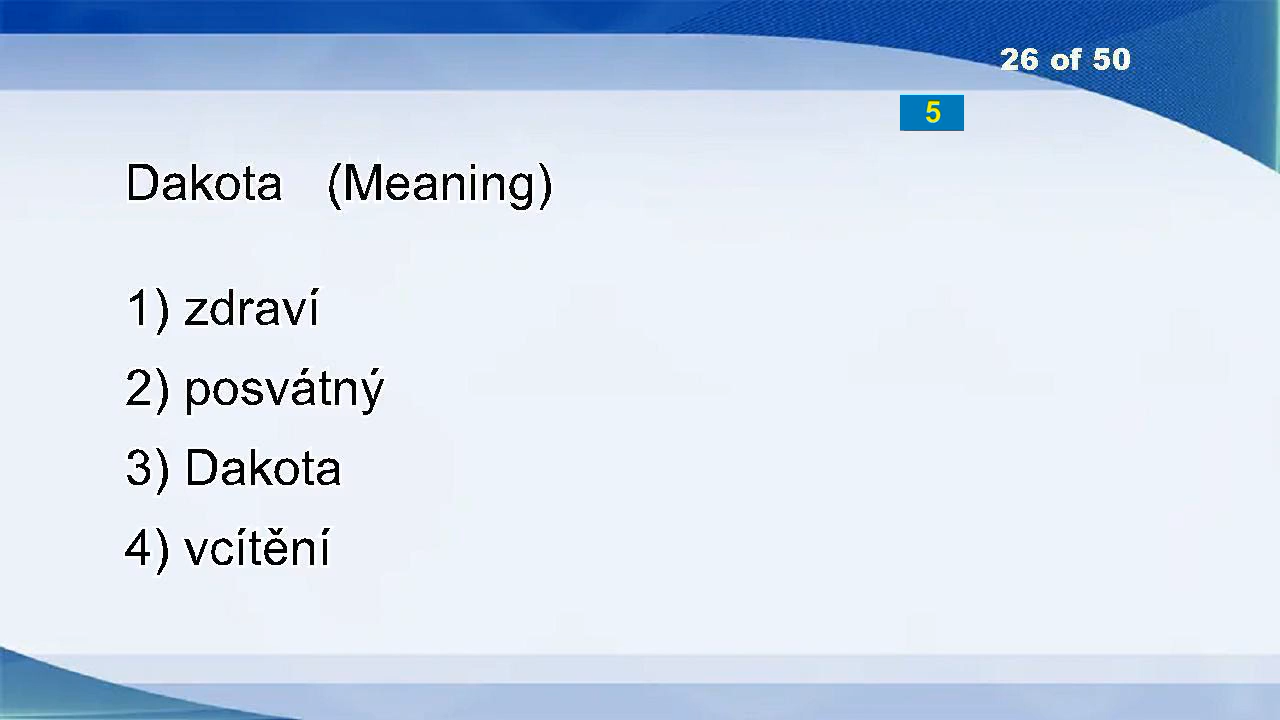 26 of 50
5
Dakota (Meaning)
1) zdraví
2) posvátný
3) Dakota
4) vcítění